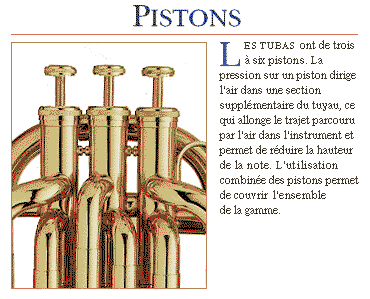 PISTONS
LES TUBAS ont de trois
à six pistons. La
pression sur un piston dirige
l'air dans une section
supplémentaire du tuyau, ce
qui allonge le trajet parcouru
par l'air dans l'instrument et
permet de réduire la hauteur
de la note. L'utilisation
combinée des pistons permet
de couvrir l'ensemble
de la gamme.